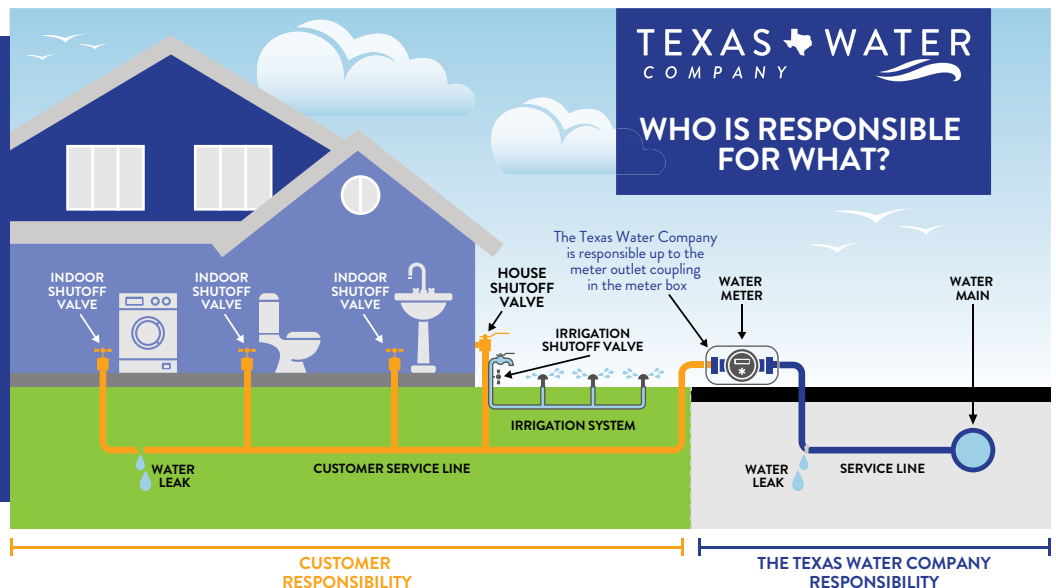 TEXAS WATER
COMPANY
WHO IS RESPONSIBLE
FOR WHAT?
The Texas Water Company
is responsible up to the
meter outlet coupling
in the meter box
INDOOR
SHUTOFF
VALVE
INDOOR
SHUTOFF
VALVE
INDOOR
SHUTOFF
VALVE
HOUSE
SHUTOFF
VALVE
WATER
METER
WATER
MAIN
IRRIGATION
SHUTOFF VALVE
IRRIGATION SYSTEM
WATER
LEAK
CUSTOMER SERVICE LINE
WATER
LEAK
SERVICE LINE
CUSTOMER
RESPONSIBILITY
THE TEXAS WATER COMPANY
RESPONSIBILITY